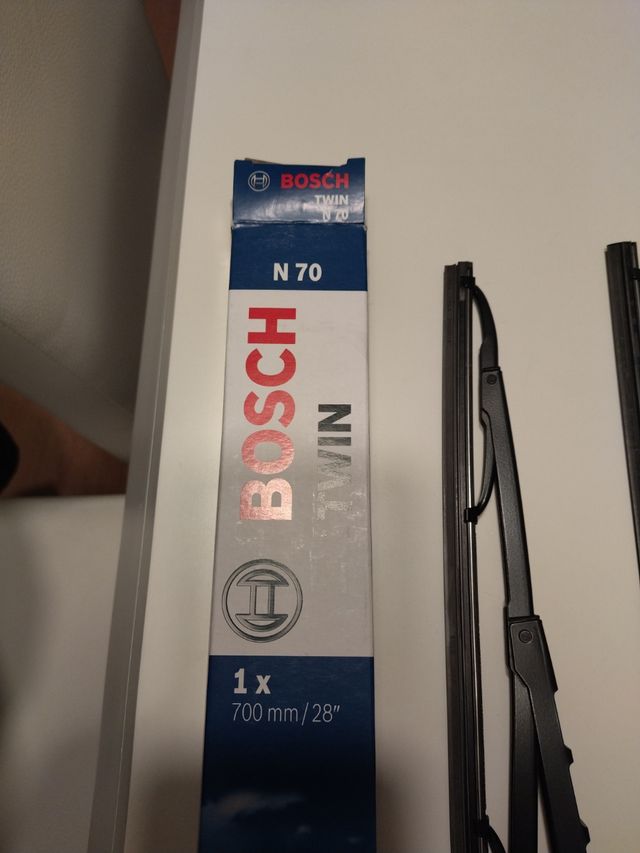 BOSCH
TWIN
N 70
N 70
BOSCH
TWIN
1 x
700 mm / 28"